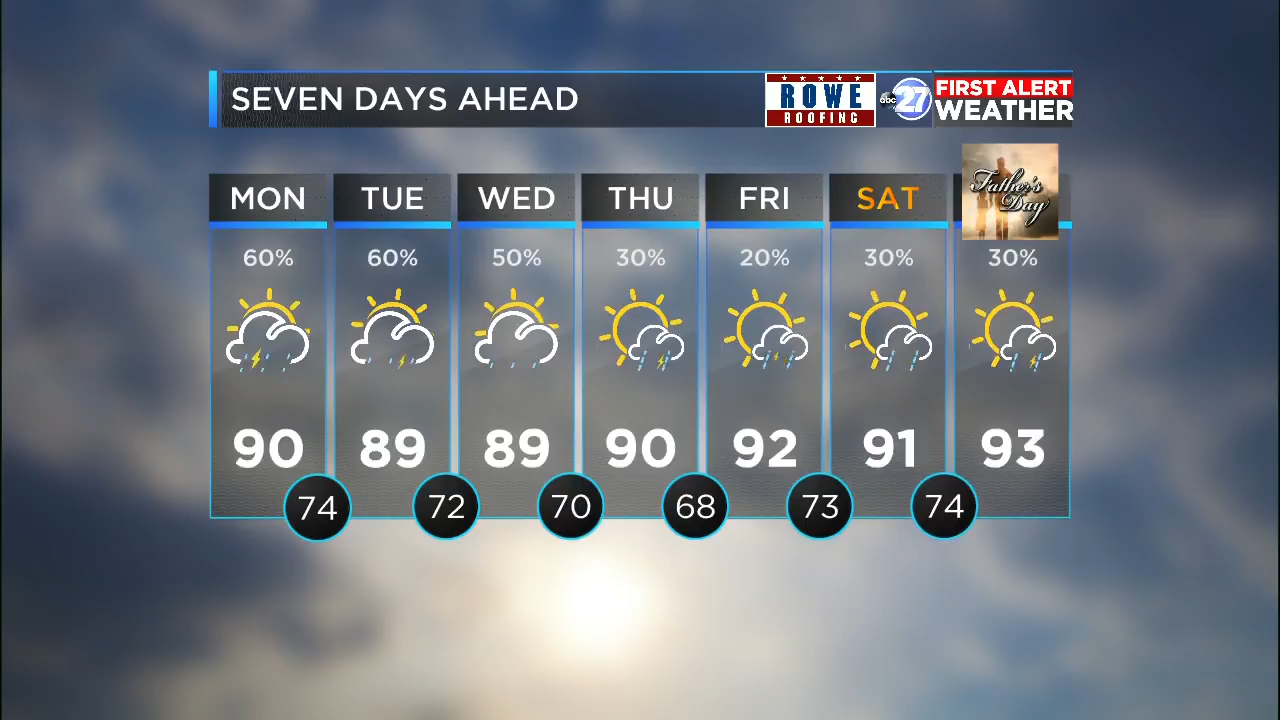 SEVEN DAYS AHEAD
ROWE
ROOFING
abc 27
FIRST ALERT
WEATHER
MON TUE WED THU FRI SAT
Father's
Day
60% 60% 50% 30% 20% 30% 30%
90 89 89 90 92 91 93
74 72 70 68 73 74